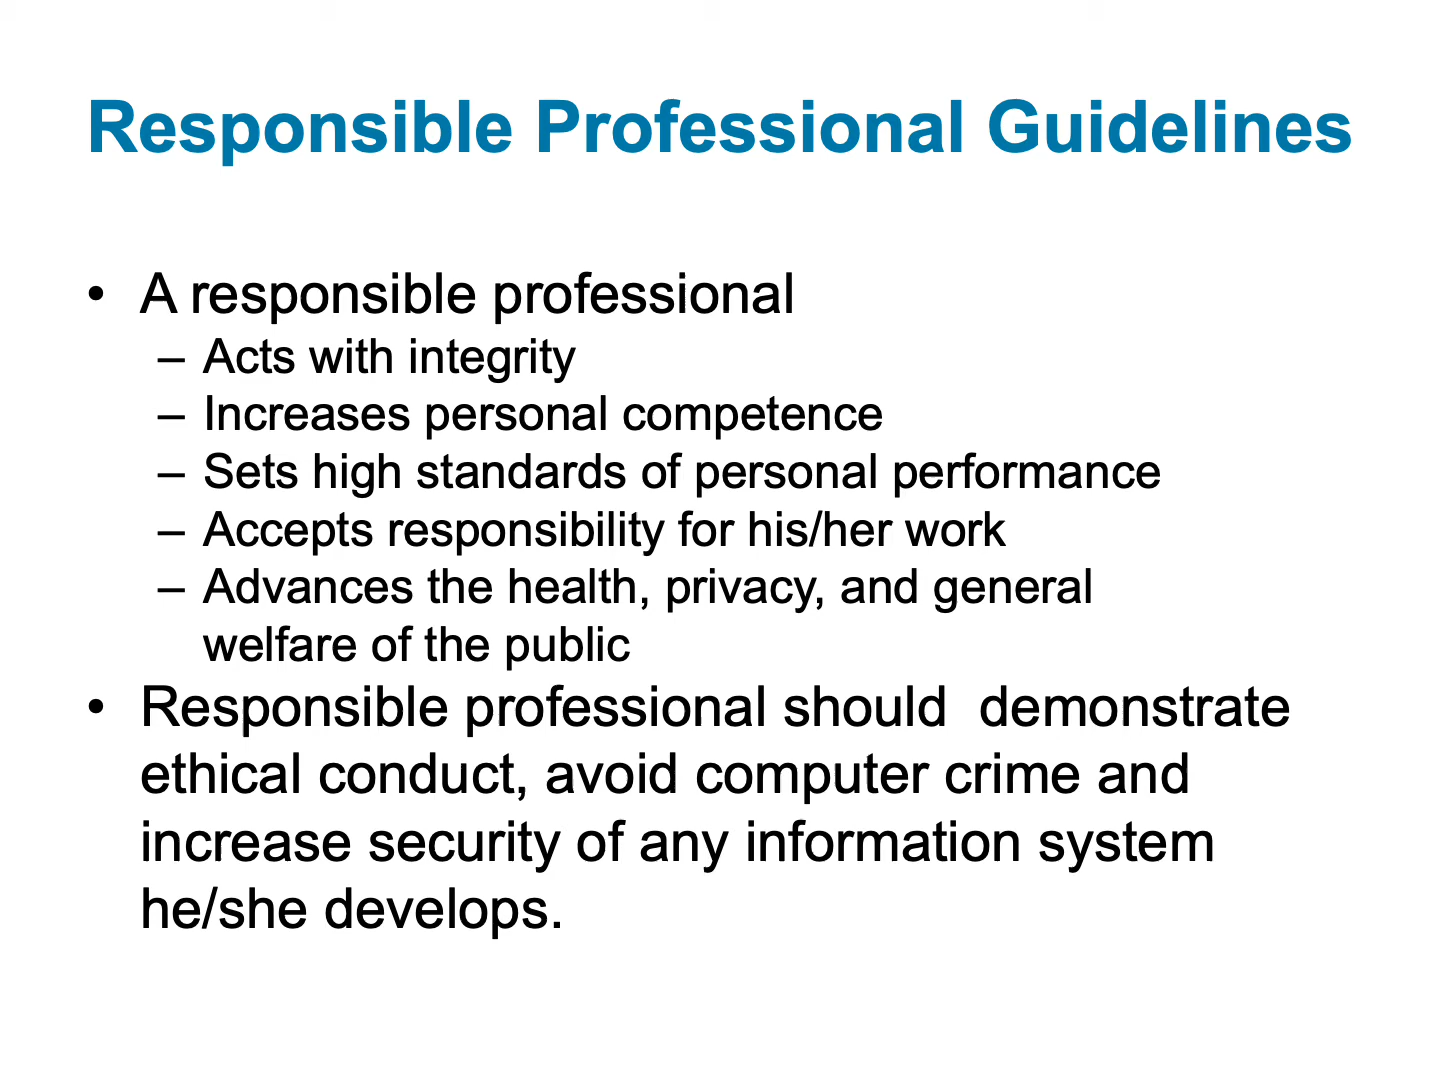 Responsible Professional Guidelines
• A responsible professional
– Acts with integrity
– Increases personal competence
– Sets high standards of personal performance
– Accepts responsibility for his/her work
– Advances the health, privacy, and general
welfare of the public
• Responsible professional should  demonstrate
ethical conduct, avoid computer crime and
increase security of any information system
he/she develops.